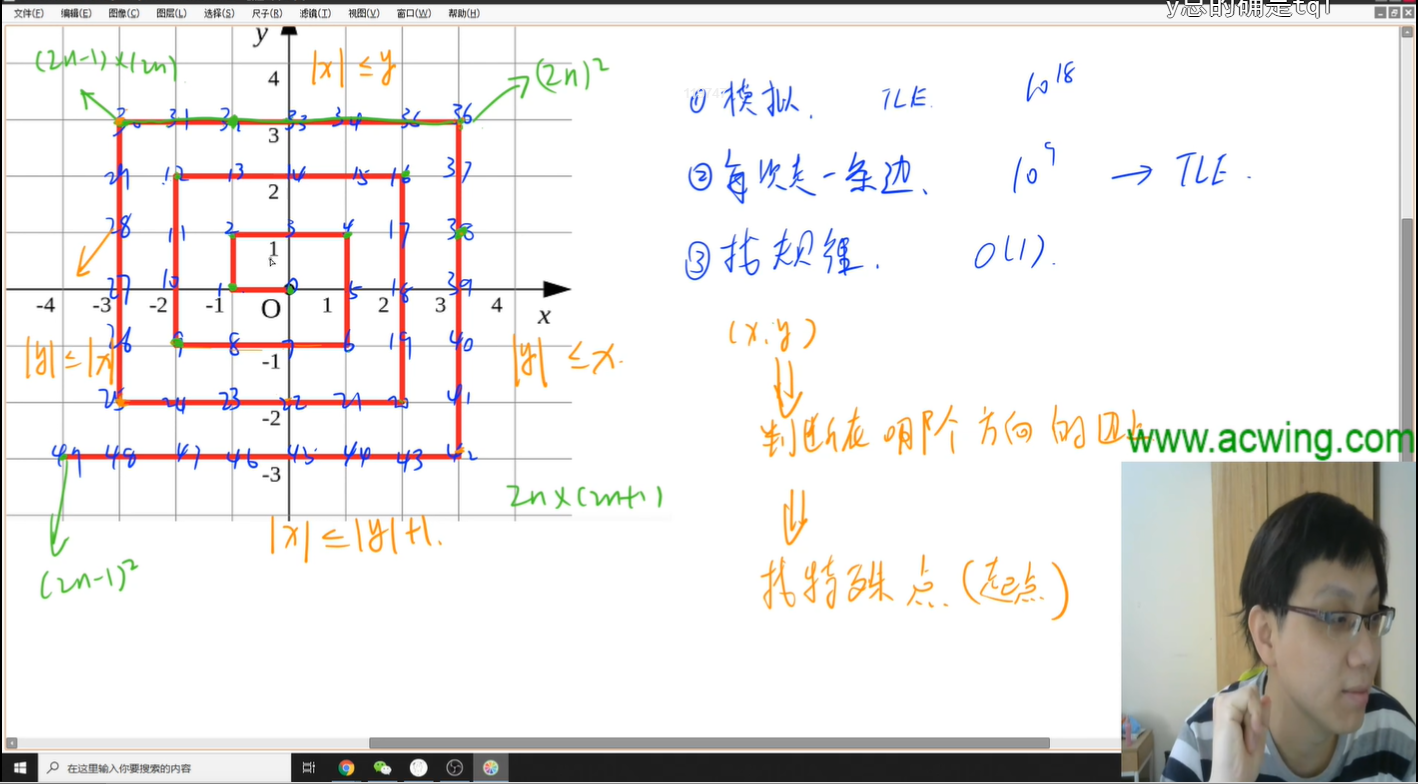 y总的确是tql
文件(F) 编辑(E) 图像(C) 图层(L) 选择(S) 尺子(R) 滤镜(T) 视图(V) 窗口(W) 帮助(H)
(2n-1)×(2n)
|x| ≤ y
(2n)²
y
4
3
2
1
-4 -3 -2 -1 O 1 2 3 4 x
-1
-2
-3
30 31 32 33 34 35 36
29 12 13 14 15 16 37
28 11 2 3 4 17 38
27 10 1 0 5 18 39
26 9 8 7 6 19 40
25 24 23 22 21 20 41
49 48 47 46 45 44 43 42
|y| ≤ |x|
|y| ≤ x.
2n×(2n+1)
|x| ≤ |y|+1.
(2n-1)²
① 模拟. TLE. 10^18
② 每次走一条边. 10^9 → TLE.
③ 找规律. O(1).
(x,y)
判断在哪个方向的边上
找特殊点.(起点)
www.acwing.com
在这里输入你要搜索的内容